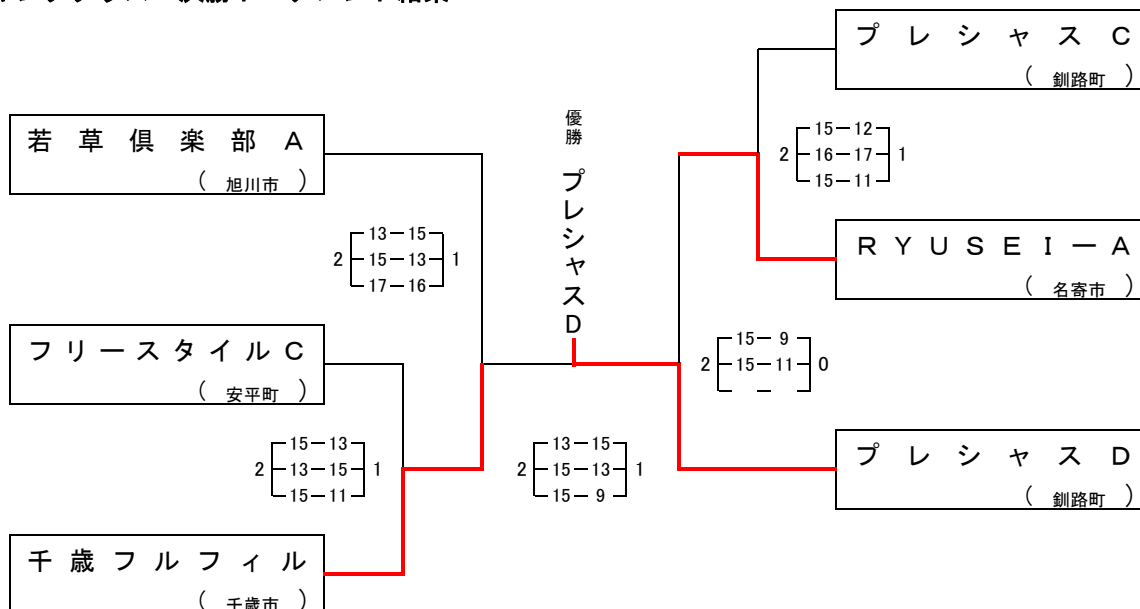 プレシャスC
（ 釧路町 ）
若草倶楽部A
（ 旭川市 ）
優勝 プレシャスD
2 15－12 1
16－17
15－11
13－15
2 15－13 1
17－16
RYUSEI－A
（ 名寄市 ）
フリースタイルC
（ 安平町 ）
15－ 9
2 15－11 0
－
15－13
2 13－15 1
15－11
13－15
2 15－13 1
15－ 9
プレシャスD
（ 釧路町 ）
千歳フルフィル
（ 千歳市 ）